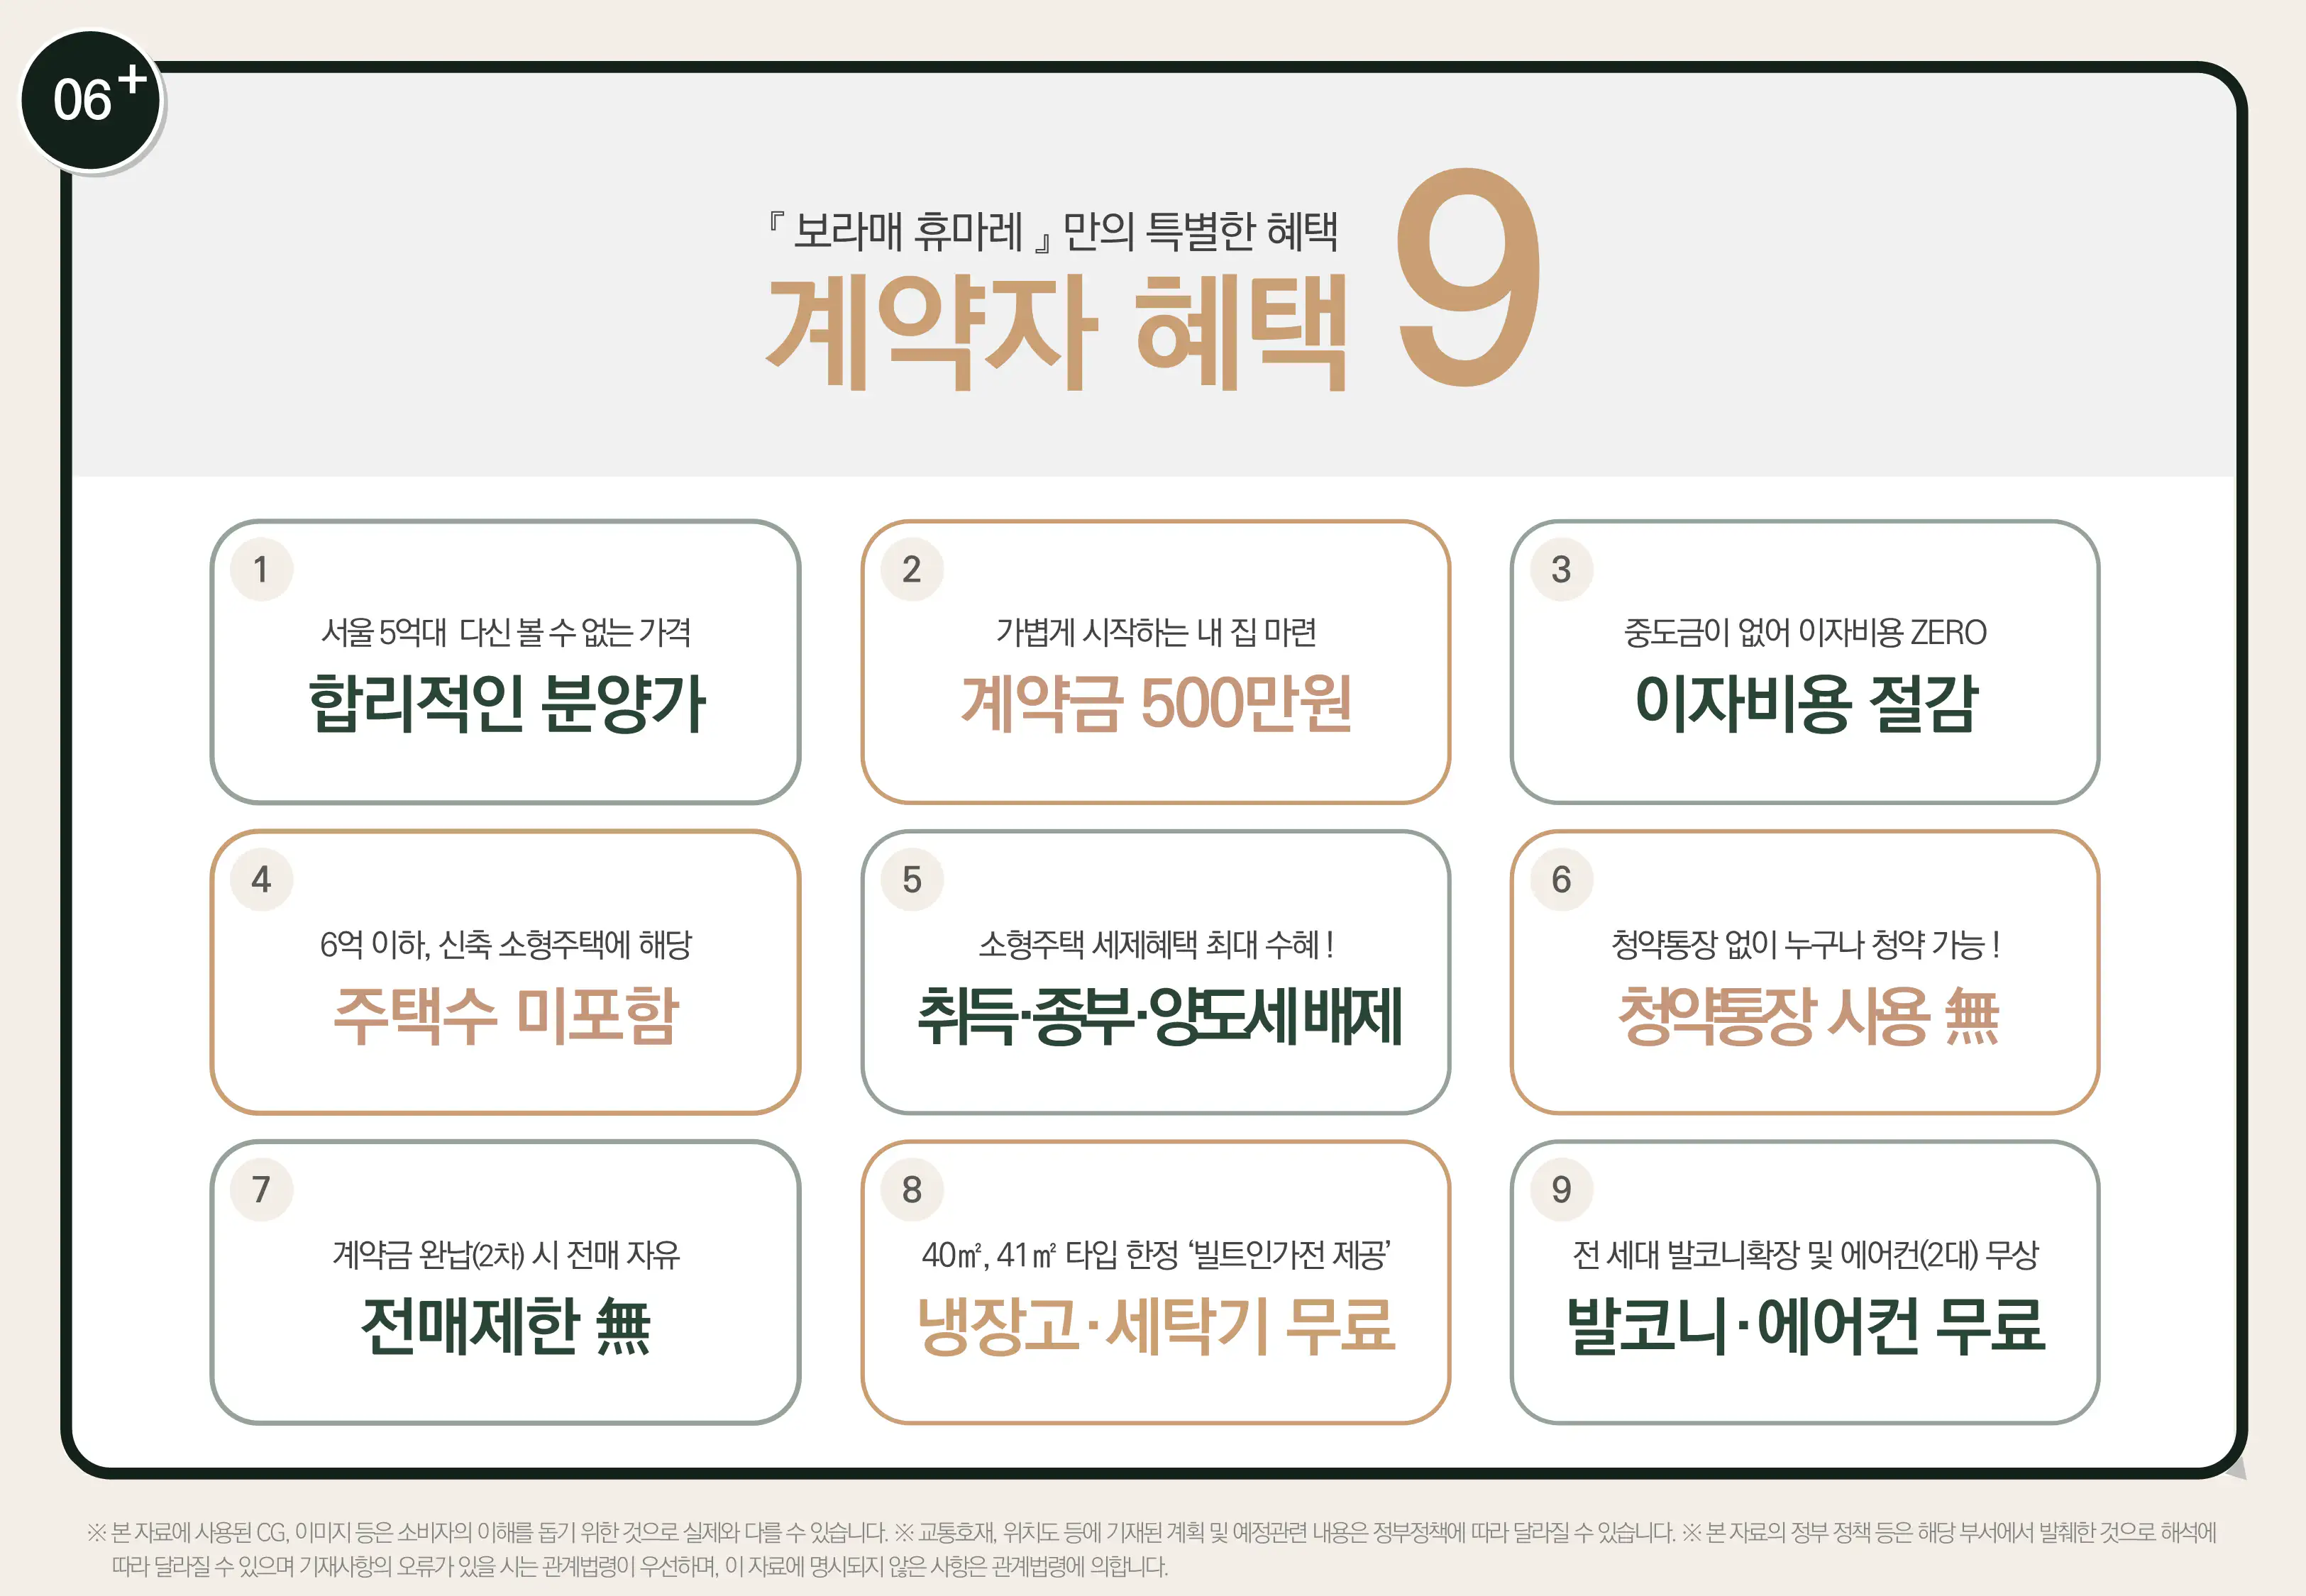 06+
『 보라매 휴마레 』 만의 특별한 혜택
계약자 혜택 9
1
서울 5억대 다신 볼 수 없는 가격
합리적인 분양가
2
가볍게 시작하는 내 집 마련
계약금 500만원
3
중도금이 없어 이자비용 ZERO
이자비용 절감
4
6억 이하, 신축 소형주택에 해당
주택수 미포함
5
소형주택 세제혜택 최대 수혜 !
취득·종부·양도세 배제
6
청약통장 없이 누구나 청약 가능 !
청약통장 사용 無
7
계약금 완납(2차) 시 전매 자유
전매제한 無
8
40㎡, 41㎡ 타입 한정 ‘빌트인가전 제공’
냉장고·세탁기 무료
9
전 세대 발코니확장 및 에어컨(2대) 무상
발코니·에어컨 무료
※ 본 자료에 사용된 CG, 이미지 등은 소비자의 이해를 돕기 위한 것으로 실제와 다를 수 있습니다. ※ 교통호재, 위치도 등에 기재된 계획 및 예정관련 내용은 정부정책에 따라 달라질 수 있습니다. ※ 본 자료의 정부 정책 등은 해당 부서에서 발췌한 것으로 해석에
따라 달라질 수 있으며 기재사항의 오류가 있을 시는 관계법령이 우선하며, 이 자료에 명시되지 않은 사항은 관계법령에 의합니다.